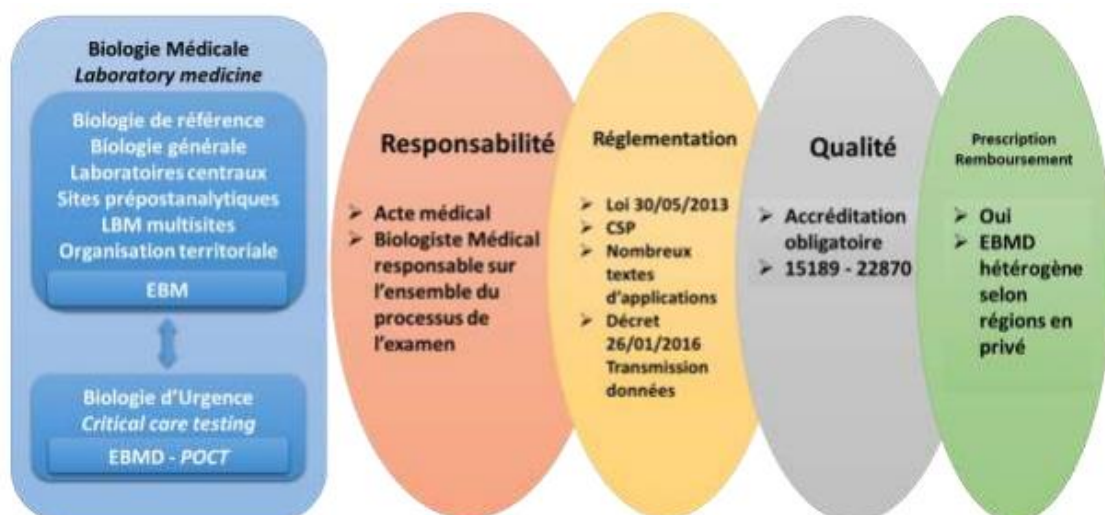 Biologie Médicale
Laboratory medicine
Biologie de référence
Biologie générale
Laboratoires centraux
Sites prépostanalytiques
LBM multisites
Organisation territoriale
EBM
Biologie d'Urgence
Critical care testing
EBMD - POCT
Responsabilité
➤ Acte médical
➤ Biologiste Médical
responsable sur
l'ensemble du
processus de
l'examen
Réglementation
➤ Loi 30/05/2013
➤ CSP
➤ Nombreux
textes
d'applications
➤ Décret
26/01/2016
Transmission
données
Qualité
➤ Accréditation
obligatoire
➤ 15189 - 22870
Prescription
Remboursement
➤ Oui
➤ EBMD
hétérogène
selon
régions en
privé